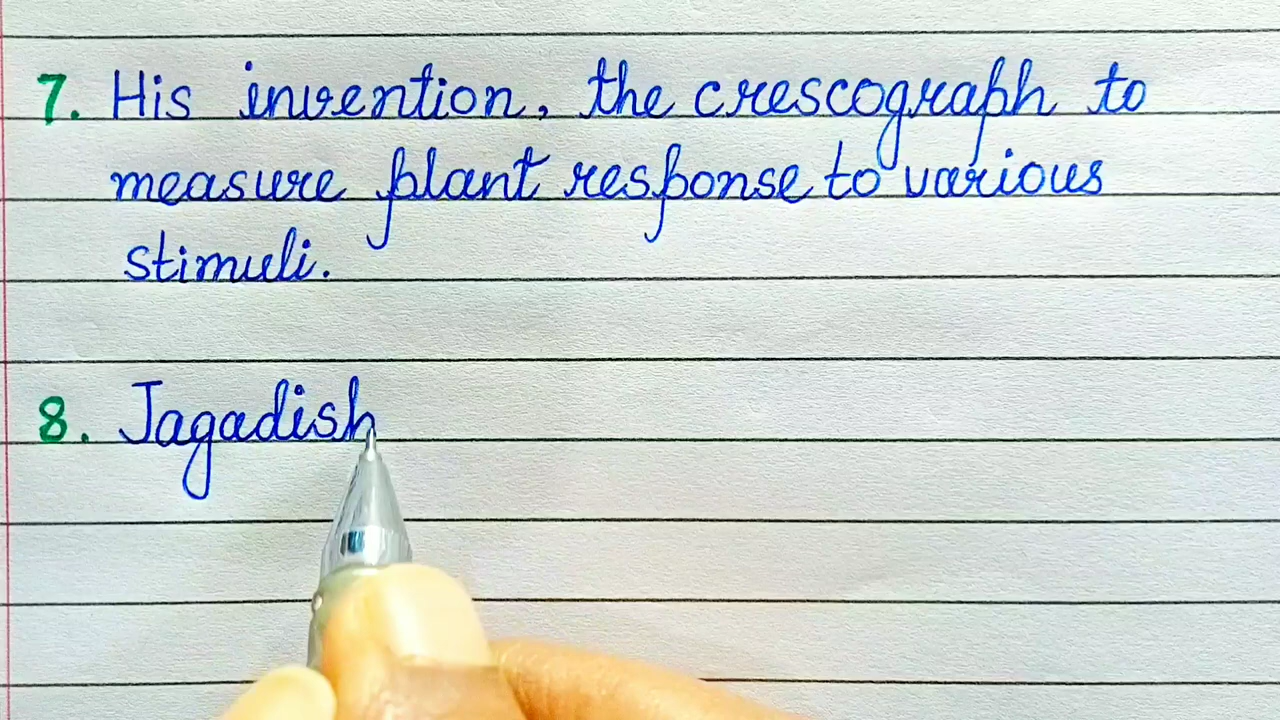 7. His invention, the crescograph to
measure plant response to various
stimuli.
8. Jagadish